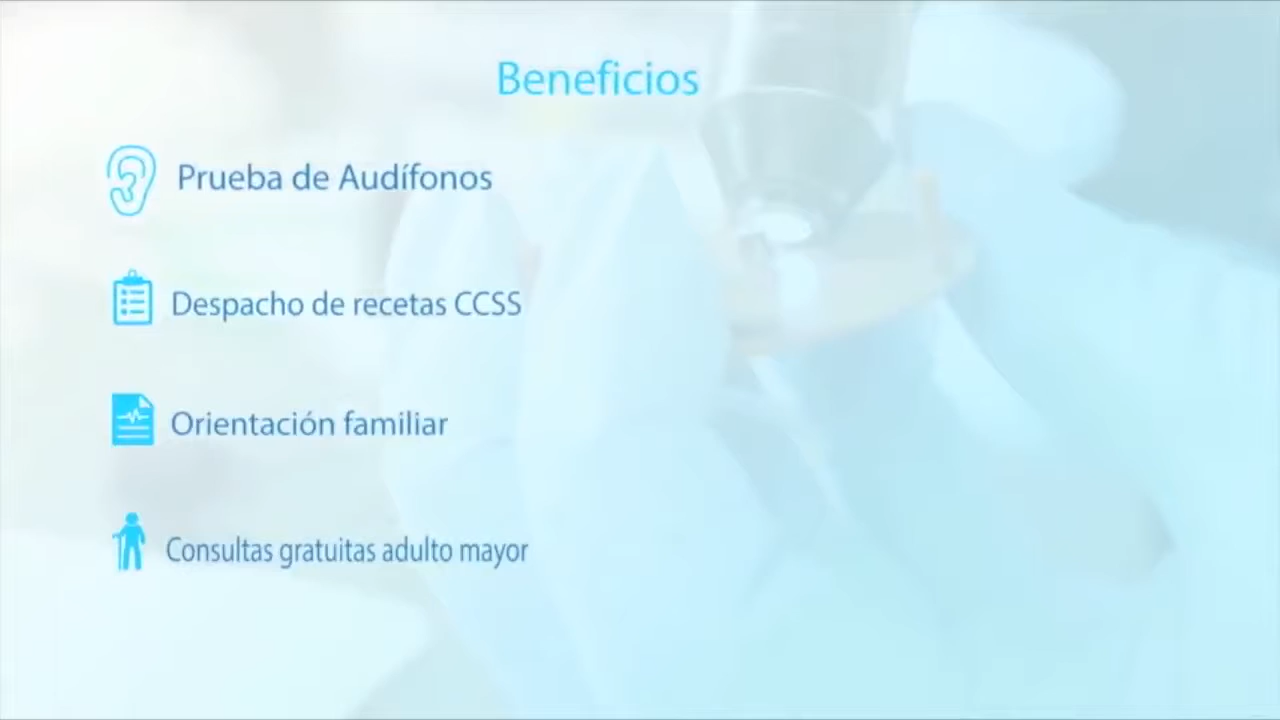 Beneficios
Prueba de Audífonos
Despacho de recetas CCSS
Orientación familiar
Consultas gratuitas adulto mayor